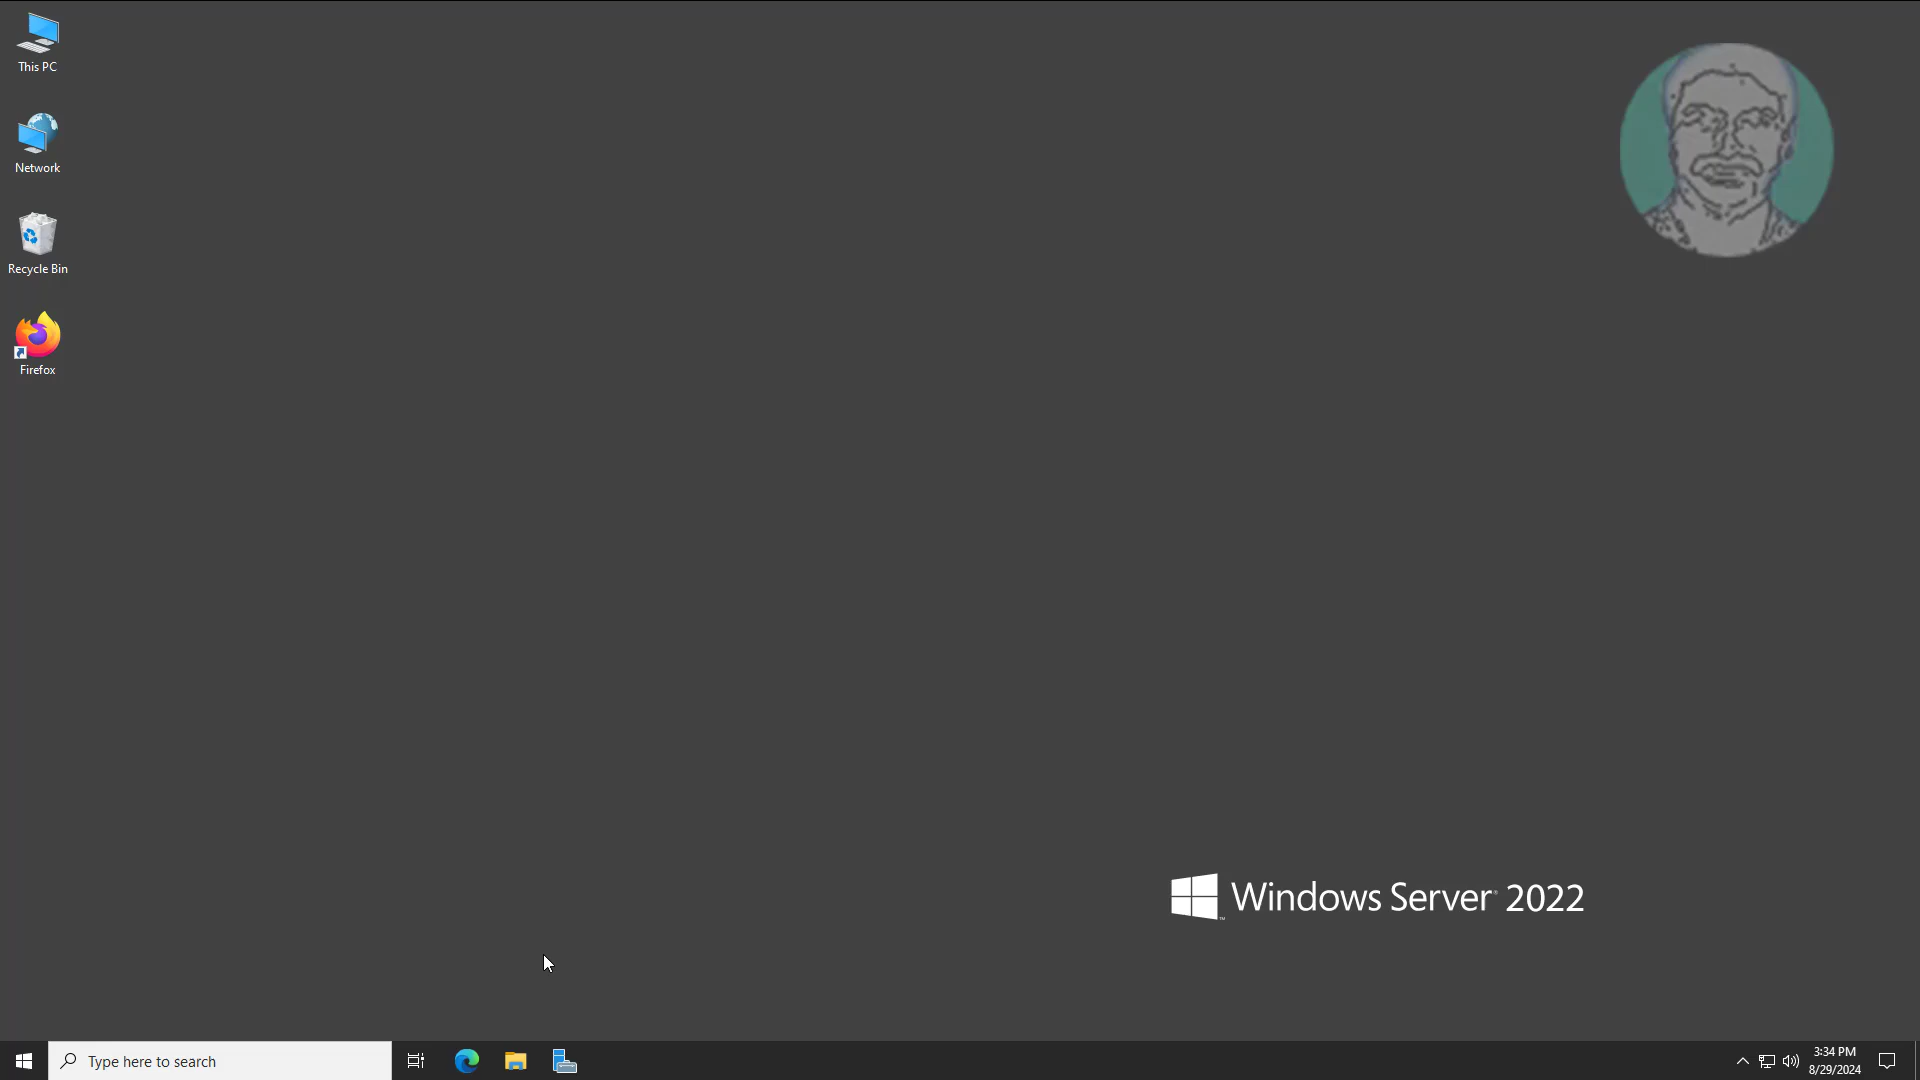 This PC
Network
Recycle Bin
Firefox
Windows Server 2022
Type here to search
3:34 PM
8/29/2024